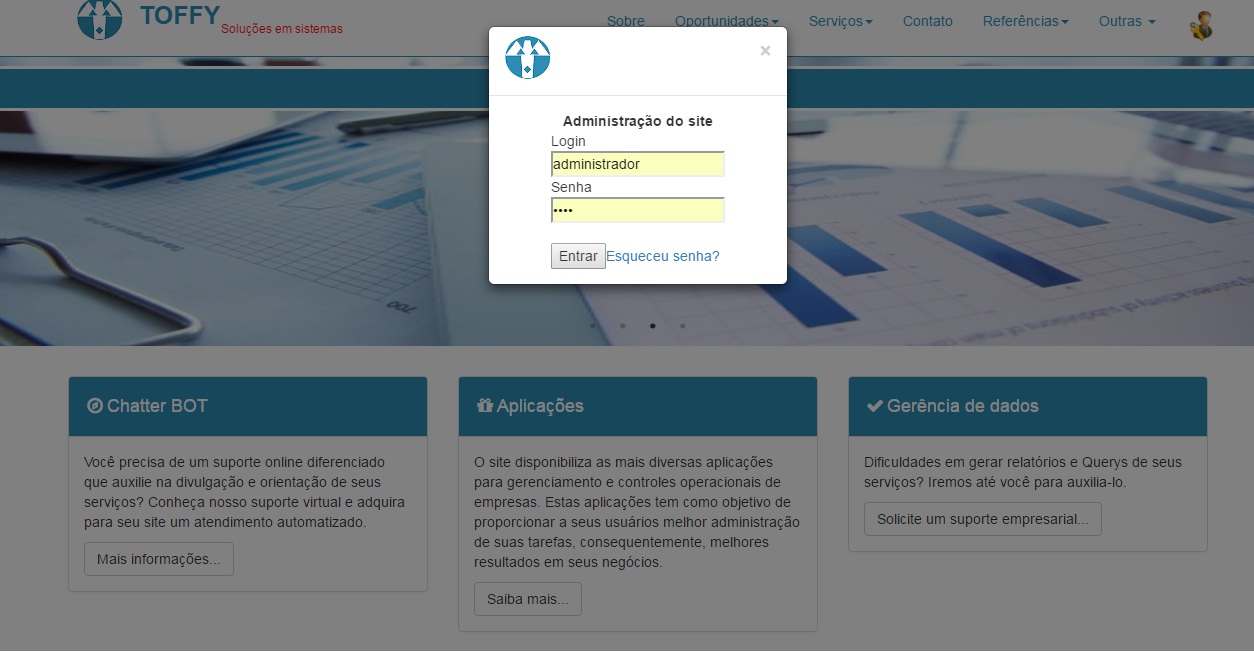 TOFFY
Soluções em sistemas
Sobre
Oportunidades
Serviços
Contato
Referências
Outras
×
Administração do site
Login
administrador
Senha
••••
Entrar
Esqueceu senha?
Chatter BOT
Você precisa de um suporte online diferenciado
que auxilie na divulgação e orientação de seus
serviços? Conheça nosso suporte virtual e adquira
para seu site um atendimento automatizado.
Mais informações...
Aplicações
O site disponibiliza as mais diversas aplicações
para gerenciamento e controles operacionais de
empresas. Estas aplicações tem como objetivo de
proporcionar a seus usuários melhor administração
de suas tarefas, consequentemente, melhores
resultados em seus negócios.
Saiba mais...
Gerência de dados
Dificuldades em gerar relatórios e Querys de seus
serviços? Iremos até você para auxilia-lo.
Solicite um suporte empresarial...